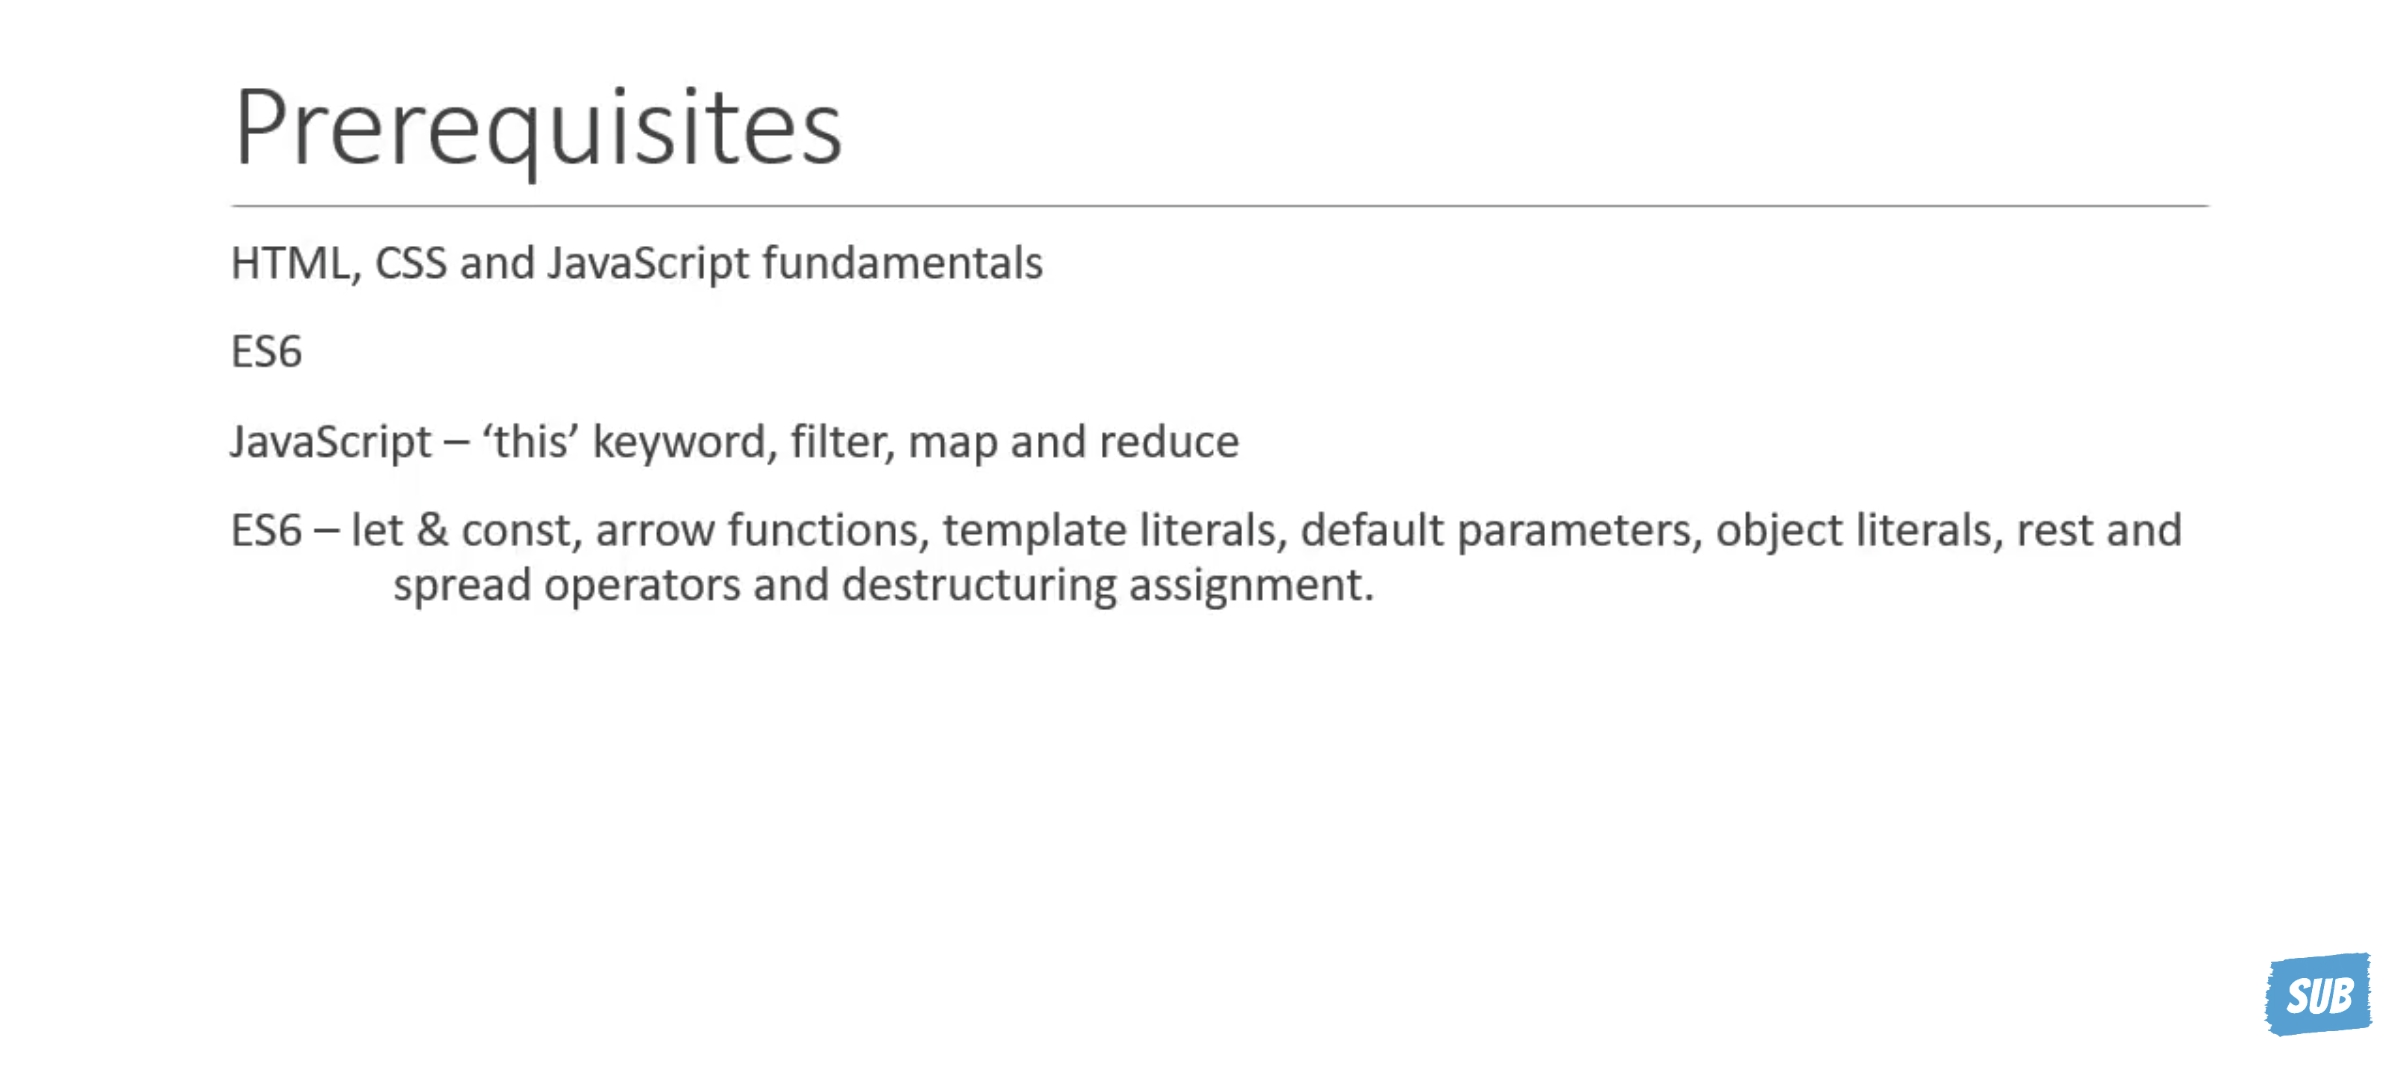 Prerequisites
HTML, CSS and JavaScript fundamentals
ES6
JavaScript – ‘this’ keyword, filter, map and reduce
ES6 – let & const, arrow functions, template literals, default parameters, object literals, rest and
spread operators and destructuring assignment.
SUB